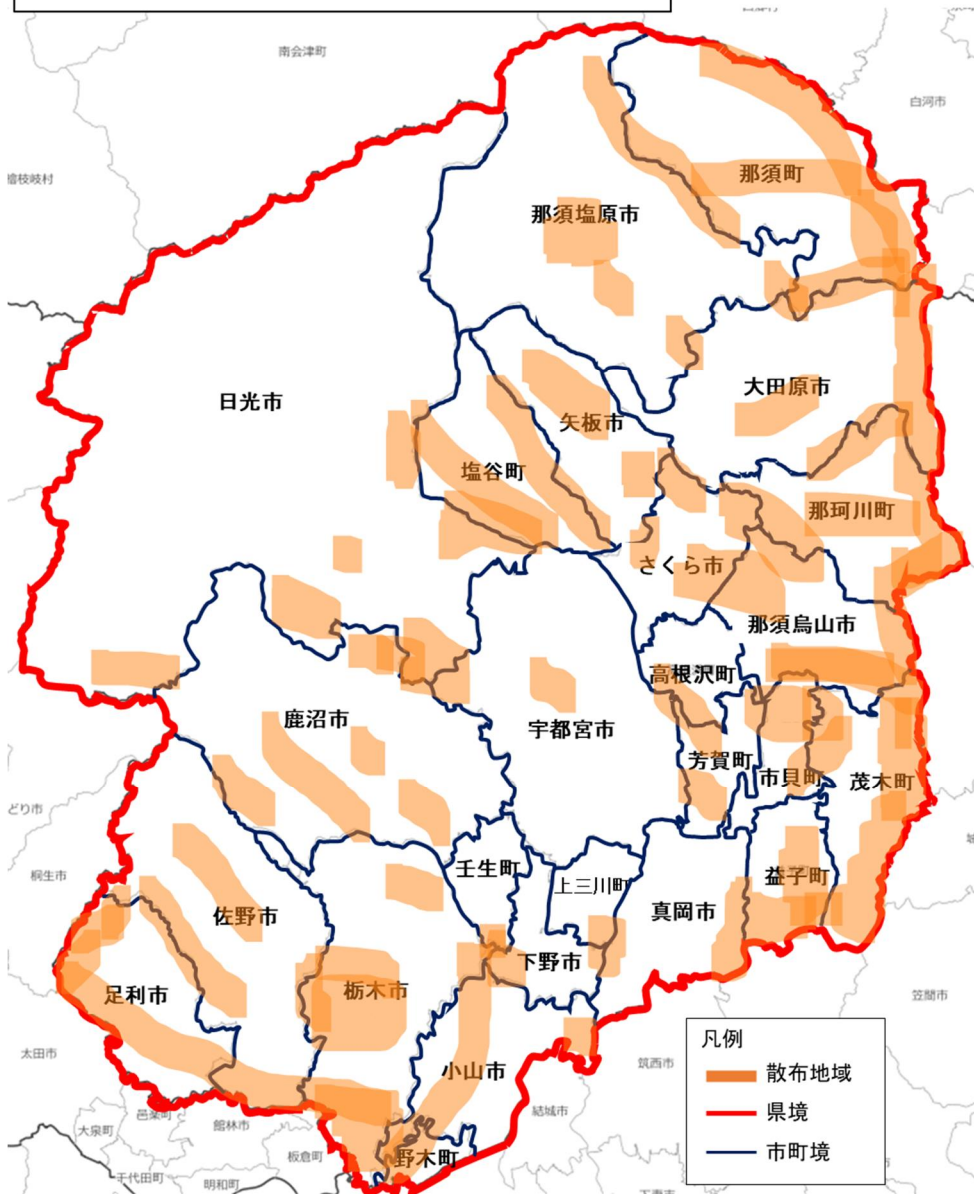 南会津町
白河市
檜枝岐村
那須町
那須塩原市
大田原市
日光市
矢板市
塩谷町
那珂川町
さくら市
那須烏山市
高根沢町
鹿沼市
宇都宮市
芳賀町
市貝町
茂木町
どり市
桐生市
壬生町
上三川町
益子町
佐野市
真岡市
下野市
足利市
栃木市
笠間市
太田市
小山市
筑西市
結城市
邑楽町
大泉町
館林市
板倉町
野木町
千代田町
明和町
凡例
散布地域
県境
市町境